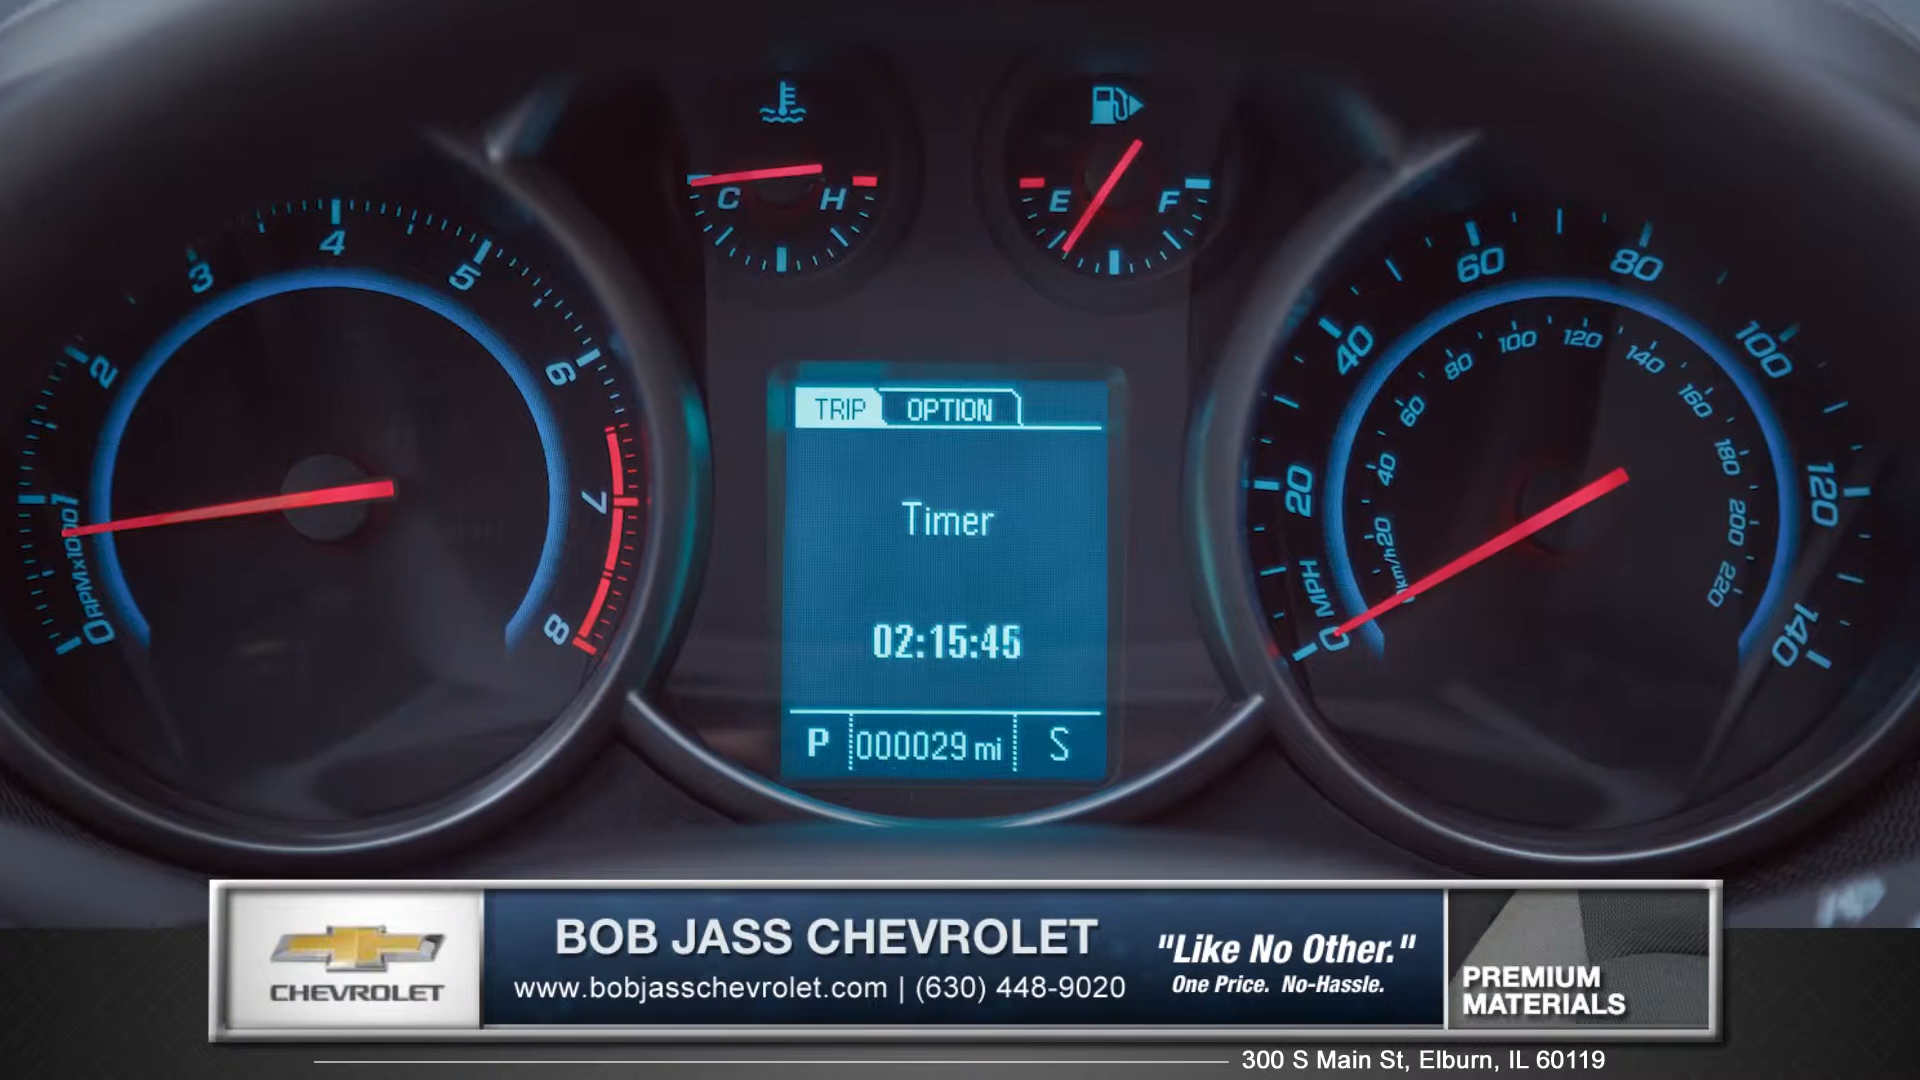 C H
E F
0 RPMx1000 1 2 3 4 5 6 7 8
TRIP OPTION
Timer
02:15:45
P 000029 mi S
0 MPH 20 40 60 80 100 120 140
km/h 20 40 60 80 100 120 140 160 180 200 220
CHEVROLET
BOB JASS CHEVROLET
www.bobjasschevrolet.com | (630) 448-9020
"Like No Other."
One Price. No-Hassle.
PREMIUM
MATERIALS
300 S Main St, Elburn, IL 60119